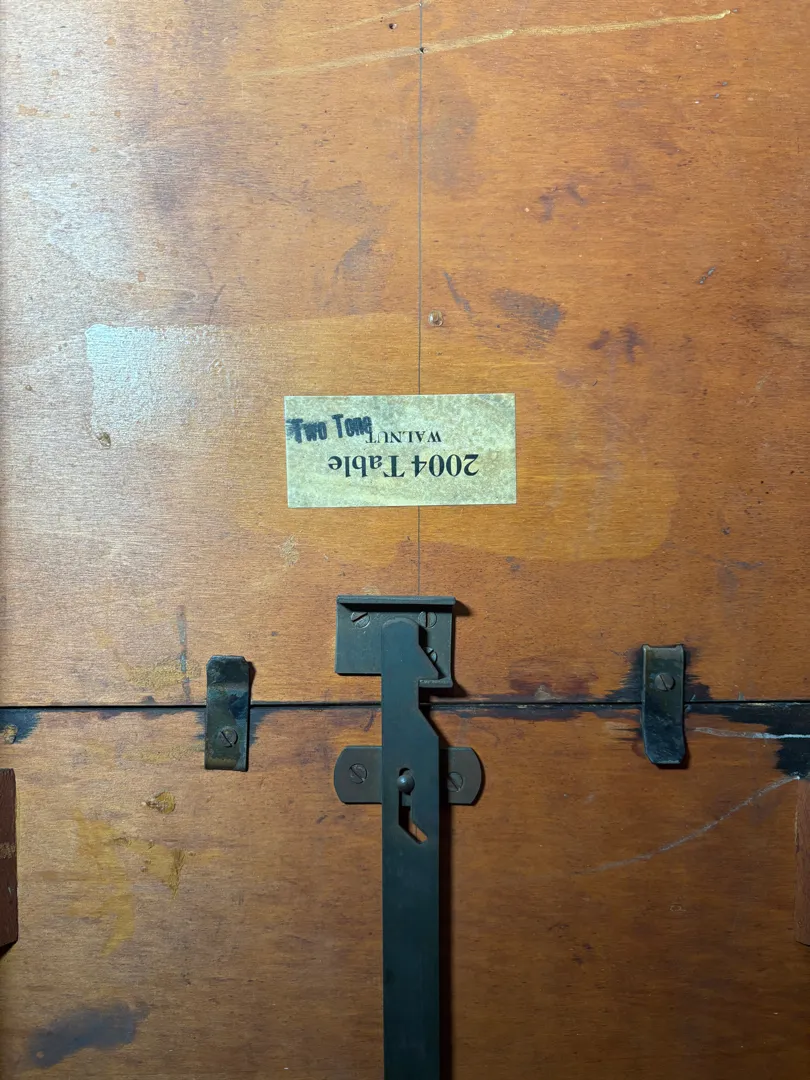 2004 Table
WALNUT
Two Tone